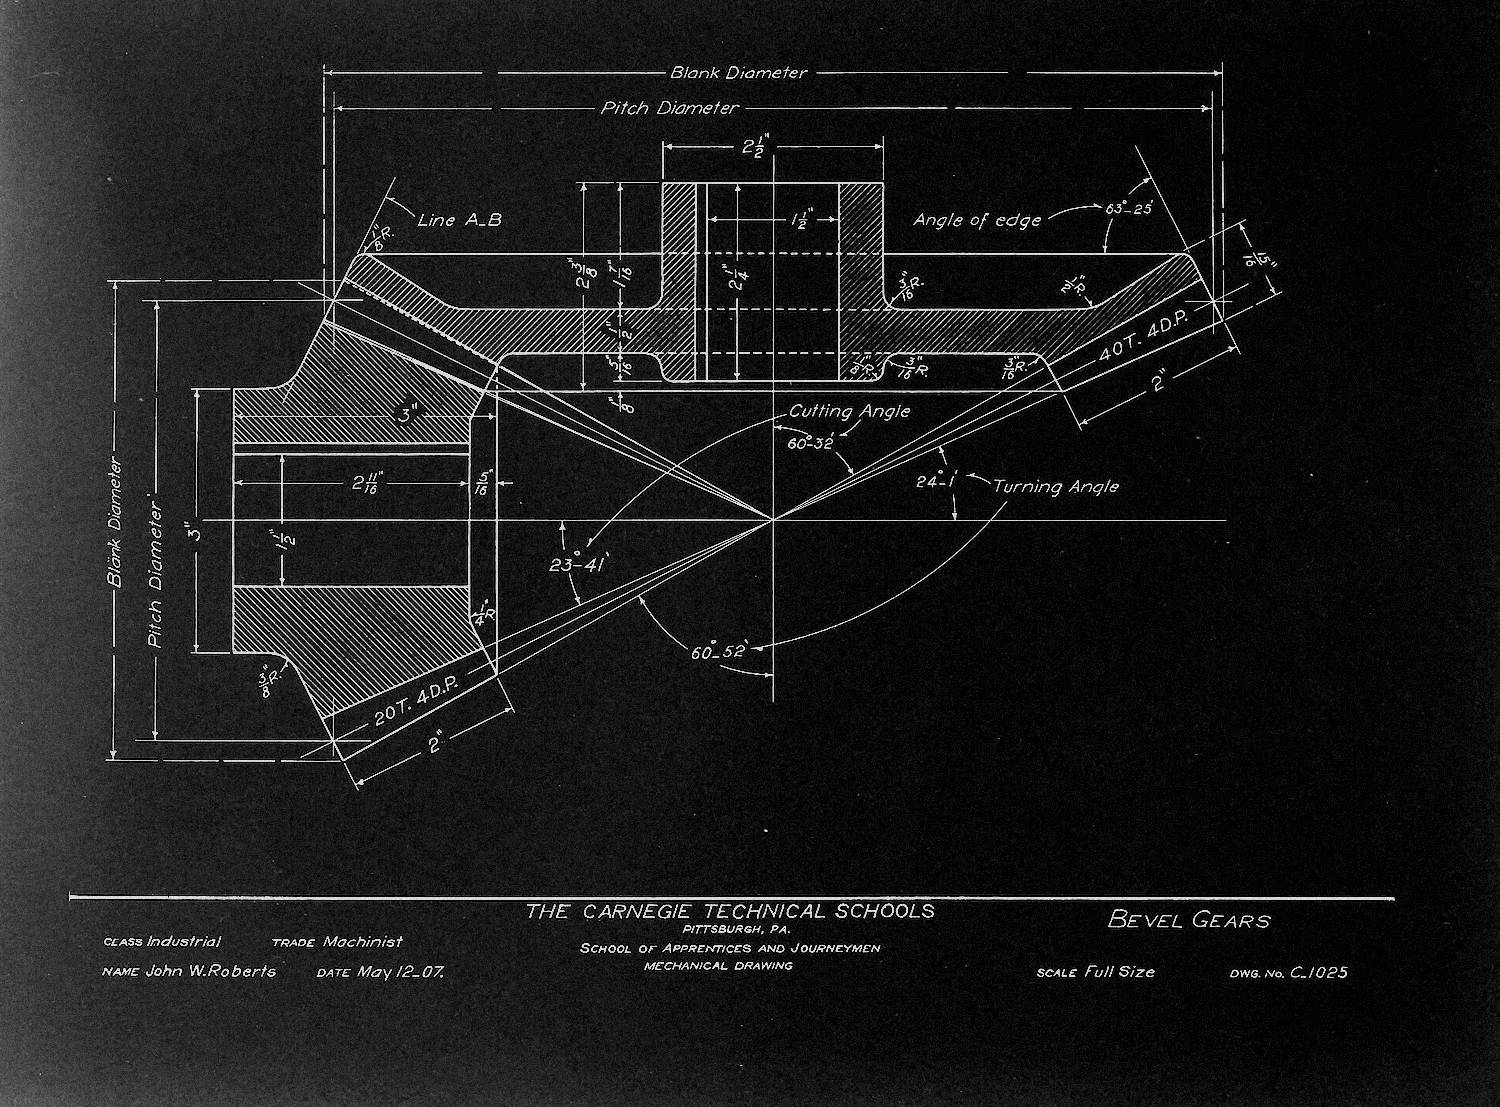 Blank Diameter
Pitch Diameter
2 1/2"
Line A-B
1/8" R.
Angle of edge
63°-25'
15/16"
2 3/8"
1 7/16"
1 1/2"
2 1/4"
3/16" R.
1/2"
5/16"
1/8" R.
3/16" R.
3/16" R.
40T. 4D.P.
2"
1/8"
3"
Cutting Angle
60°-32'
24°-1'
Turning Angle
2 11/16"
5/16"
Blank Diameter
Pitch Diameter
3"
1 1/2"
23°-41'
1/4" R
60°-52'
3/8" R.
20T. 4D.P.
2"
THE CARNEGIE TECHNICAL SCHOOLS
PITTSBURGH, PA.
SCHOOL OF APPRENTICES AND JOURNEYMEN
MECHANICAL DRAWING
BEVEL GEARS
CLASS Industrial TRADE Machinist
NAME John W. Roberts DATE May 12-07.
SCALE Full Size DWG. No. C-1025